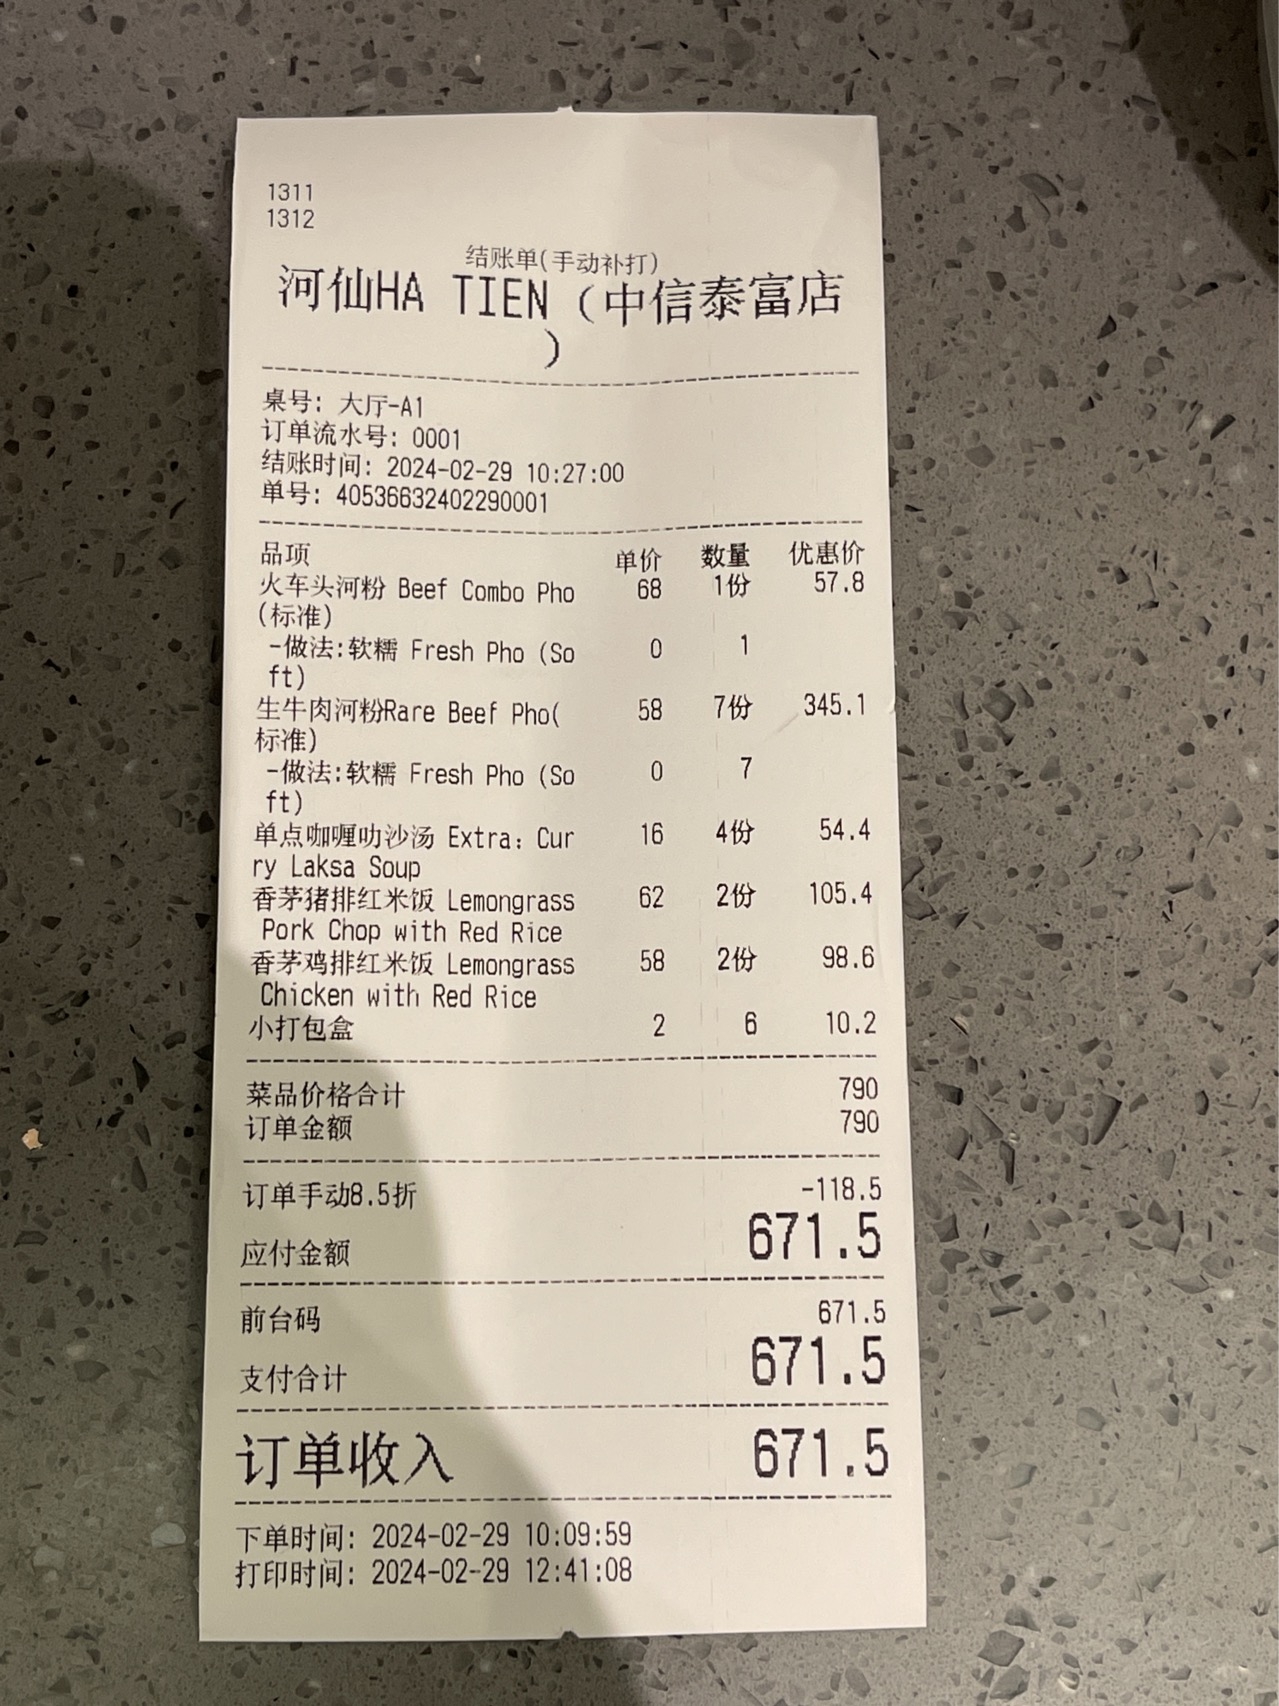 1311
1312
结账单(手动补打)
河仙HA TIEN（中信泰富店
）
桌号: 大厅-A1
订单流水号: 0001
结账时间: 2024-02-29 10:27:00
单号: 40536632402290001
品项 单价 数量 优惠价
火车头河粉 Beef Combo Pho 68 1份 57.8
(标准)
-做法:软糯 Fresh Pho (So 0 1
ft)
生牛肉河粉Rare Beef Pho( 58 7份 345.1
标准)
-做法:软糯 Fresh Pho (So 0 7
ft)
单点咖喱叻沙汤 Extra: Cur 16 4份 54.4
ry Laksa Soup
香茅猪排红米饭 Lemongrass 62 2份 105.4
Pork Chop with Red Rice
香茅鸡排红米饭 Lemongrass 58 2份 98.6
Chicken with Red Rice
小打包盒 2 6 10.2
菜品价格合计 790
订单金额 790
订单手动8.5折 -118.5
应付金额 671.5
前台码 671.5
支付合计 671.5
订单收入 671.5
下单时间: 2024-02-29 10:09:59
打印时间: 2024-02-29 12:41:08